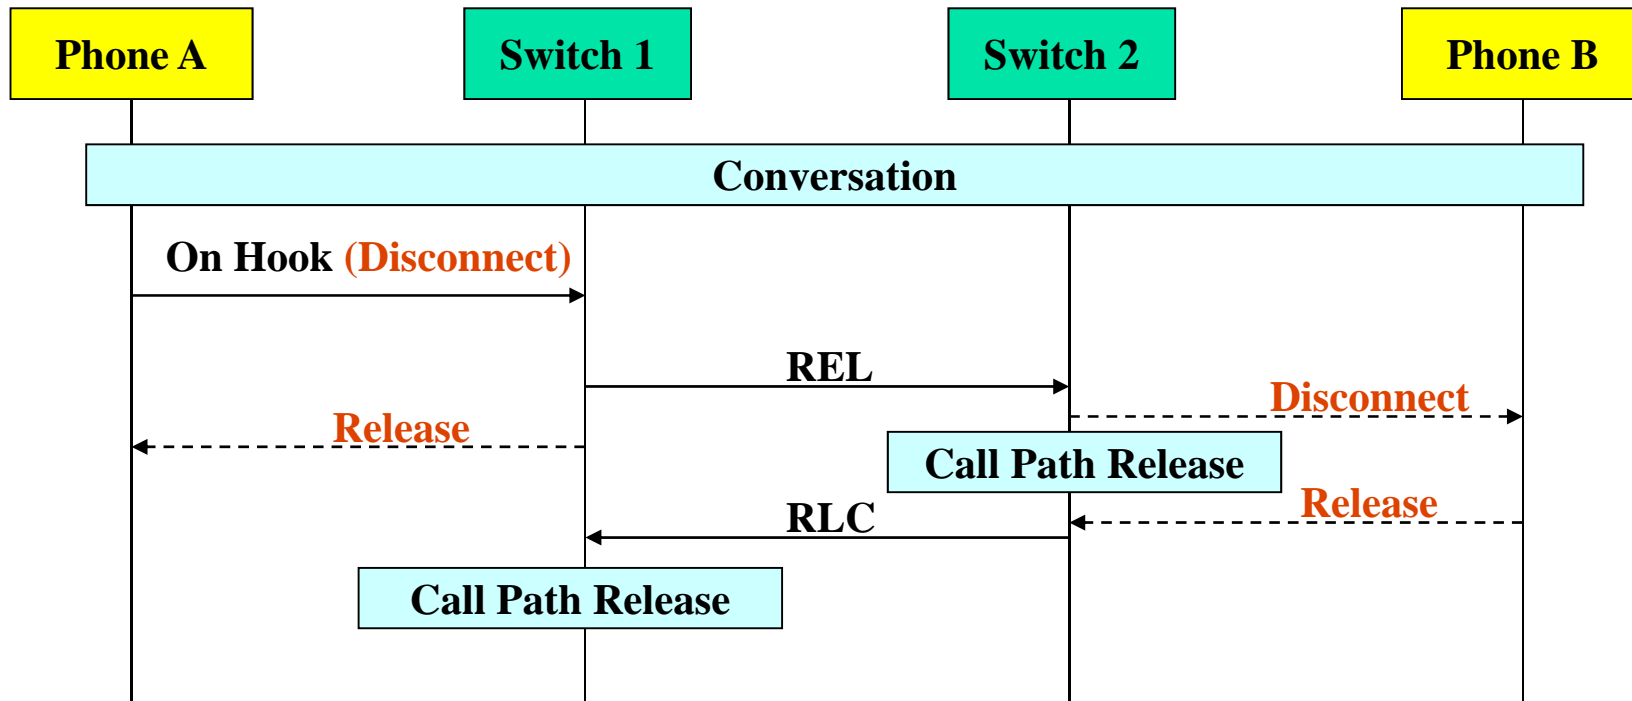 Phone A
Switch 1
Switch 2
Phone B
Conversation
On Hook (Disconnect)
REL
Disconnect
Release
Call Path Release
Release
RLC
Call Path Release